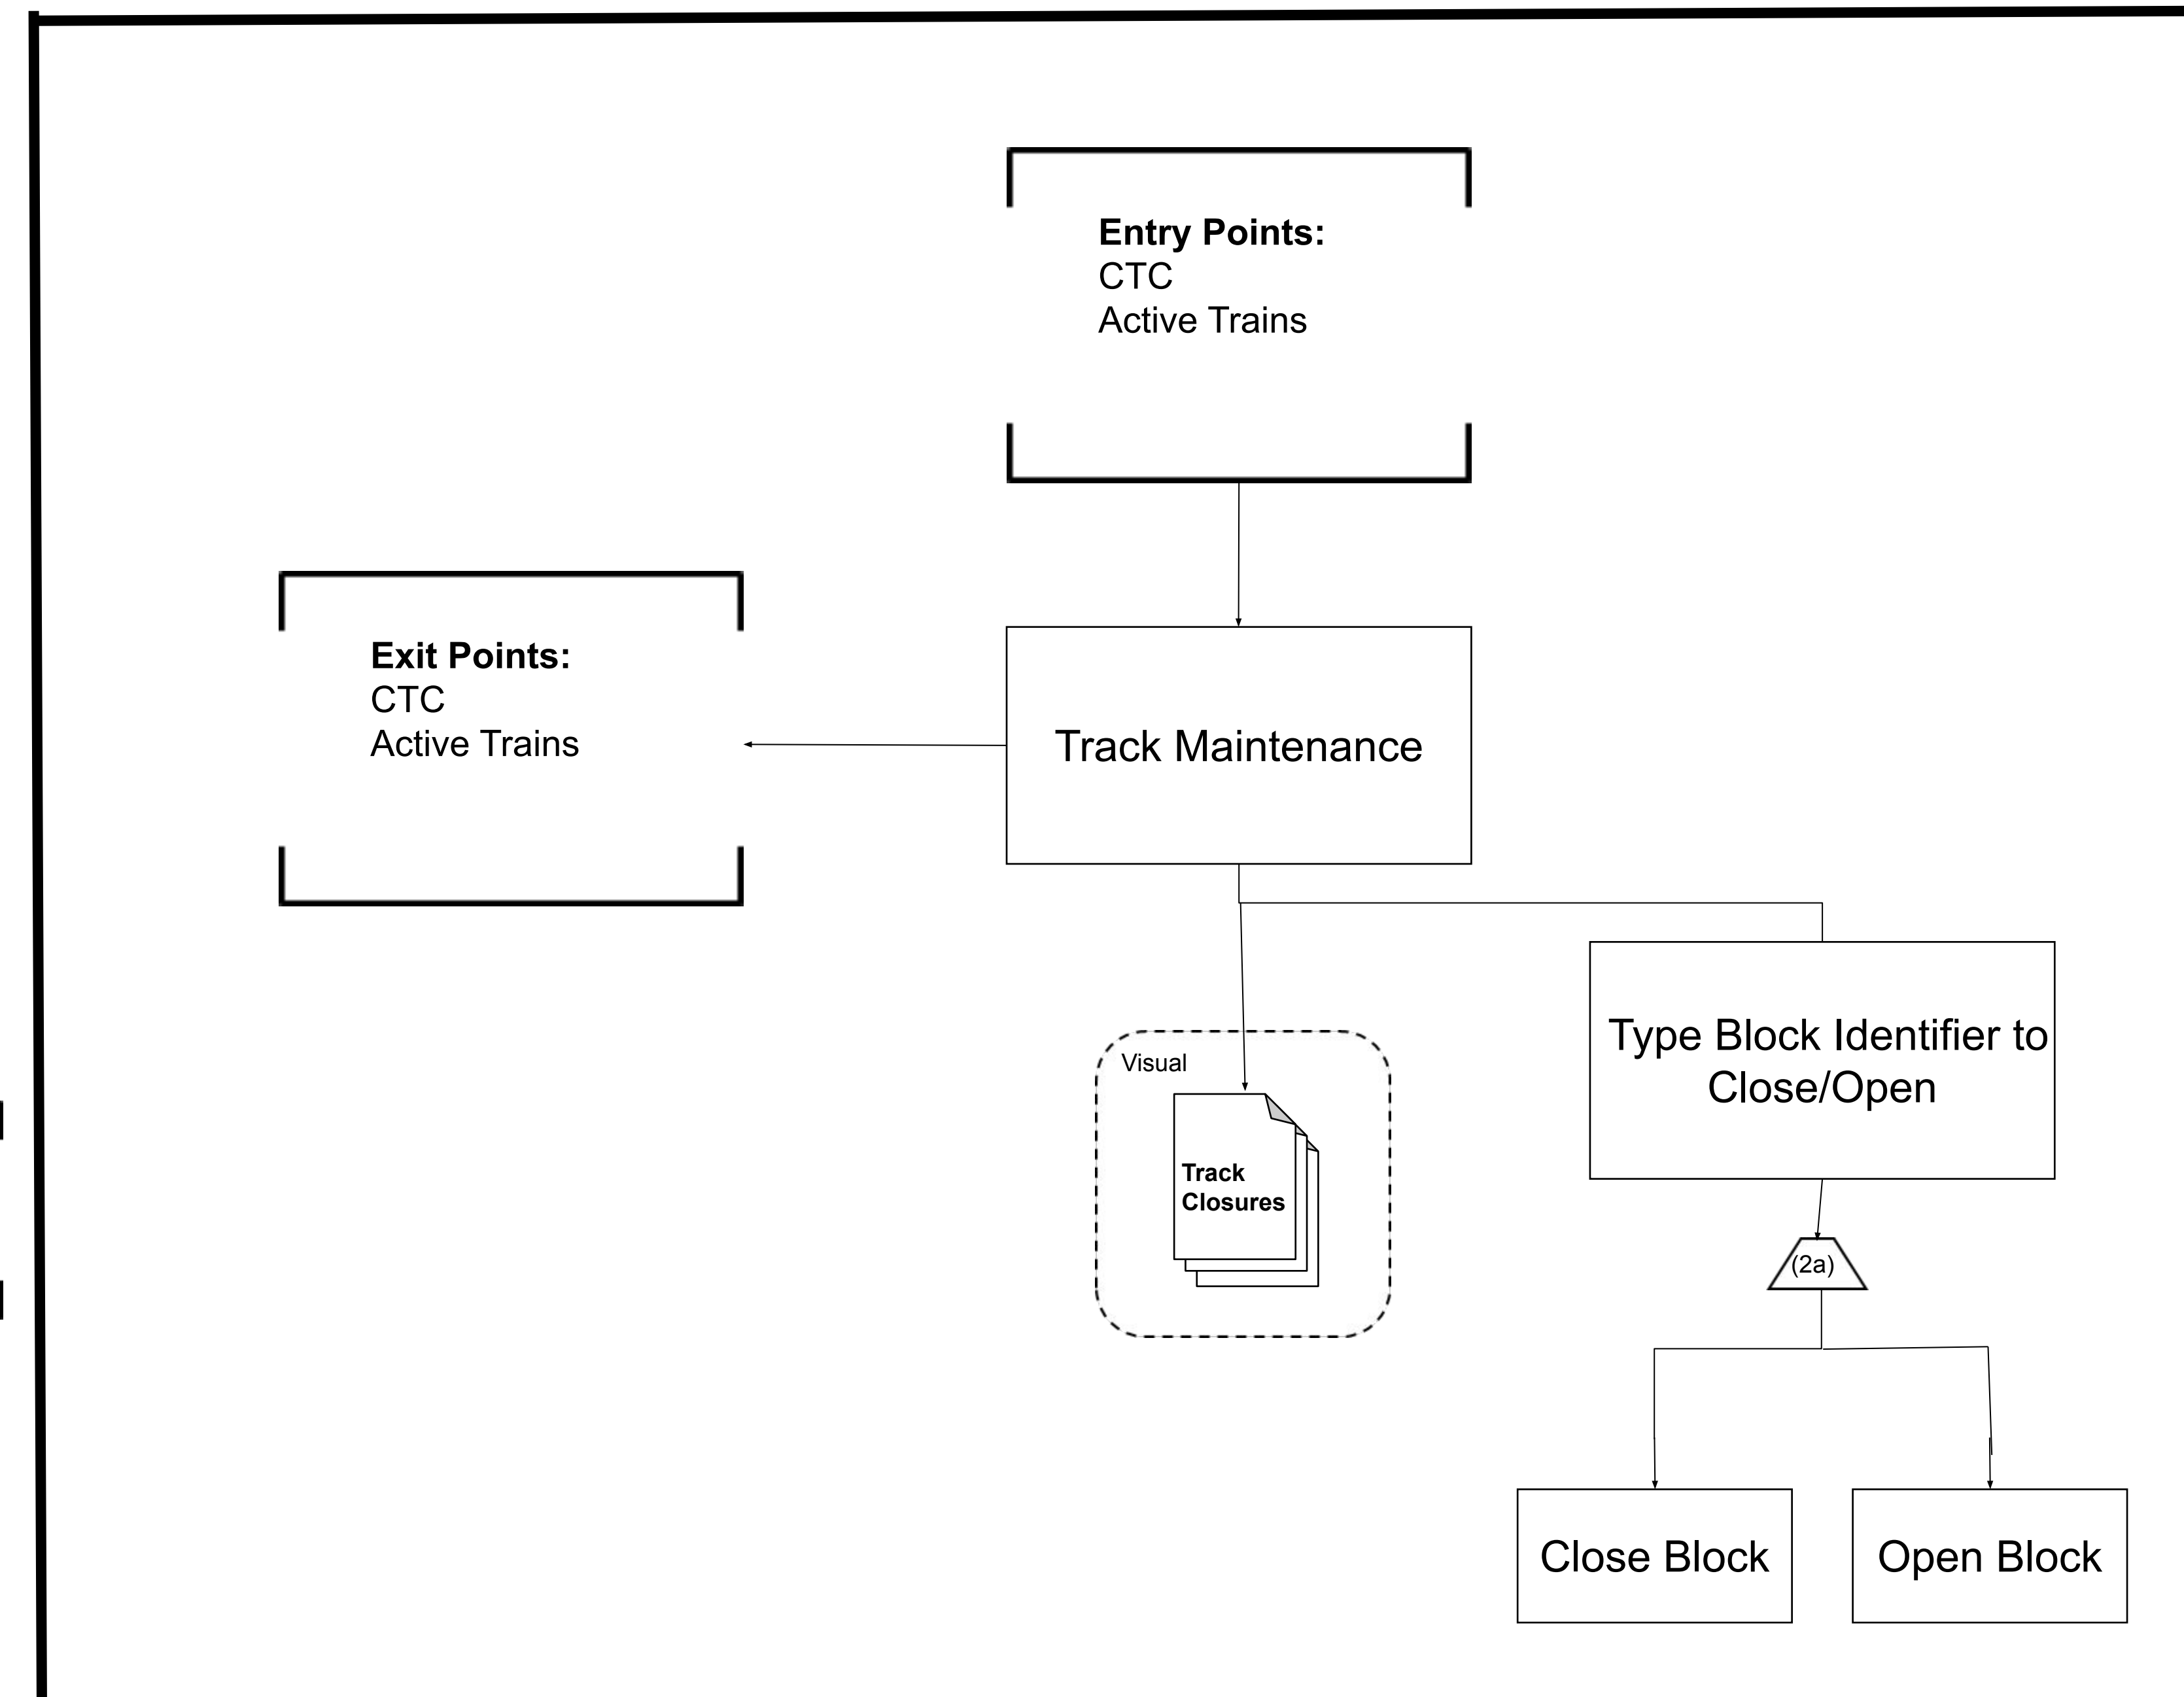 Entry Points:
CTC
Active Trains
Exit Points:
CTC
Active Trains
Track Maintenance
Type Block Identifier to
Close/Open
Visual
Track
Closures
(2a)
Close Block
Open Block